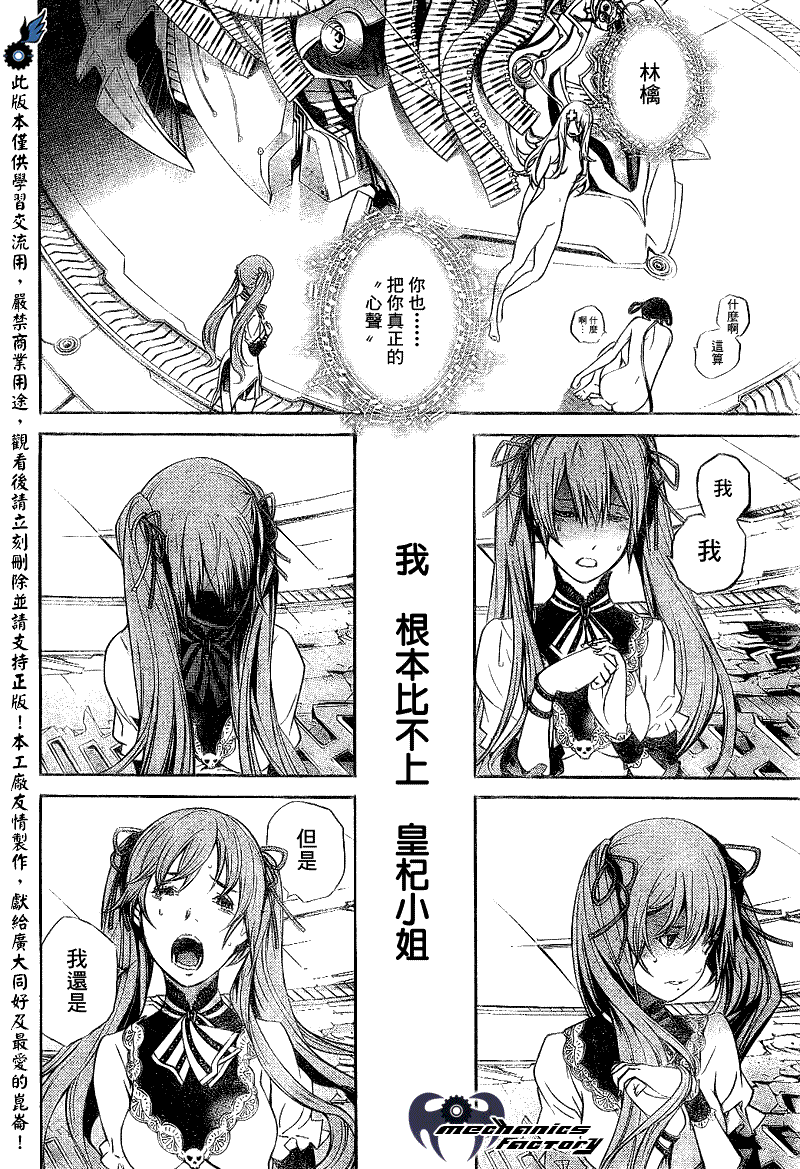 林檎
你也……
把你真正的
〝心聲〞
什麼啊
這算
什麼
啊…
我
我
我 根本比不上 皇杞小姐
但是
我還是
此版本僅供學習交流用，嚴禁商業用途，觀看後請立刻刪除並請支持正版！本工廠友情製作，獻給廣大同好及最愛的崑崙！
mechanics
factory